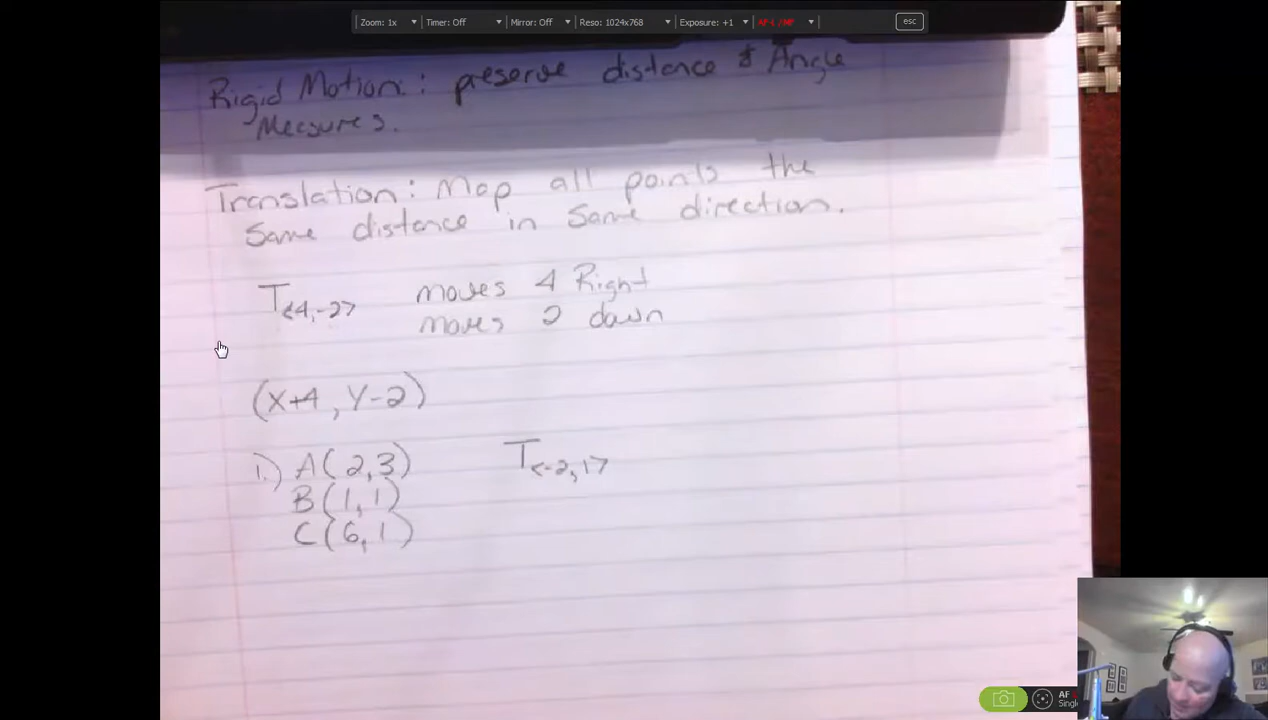 Zoom: 1x Timer: Off Mirror: Off Reso: 1024x768 Exposure: +1 esc
Rigid Motion: preserve distance & Angle
Measures.
Translation: Map all points the
same distance in same direction.
T<4,-2> moves 4 Right
moves 2 down
(x+4, y-2)
1.) A(2,3) T<-2,1>
B(1,1)
C(6,1)
AF
Single